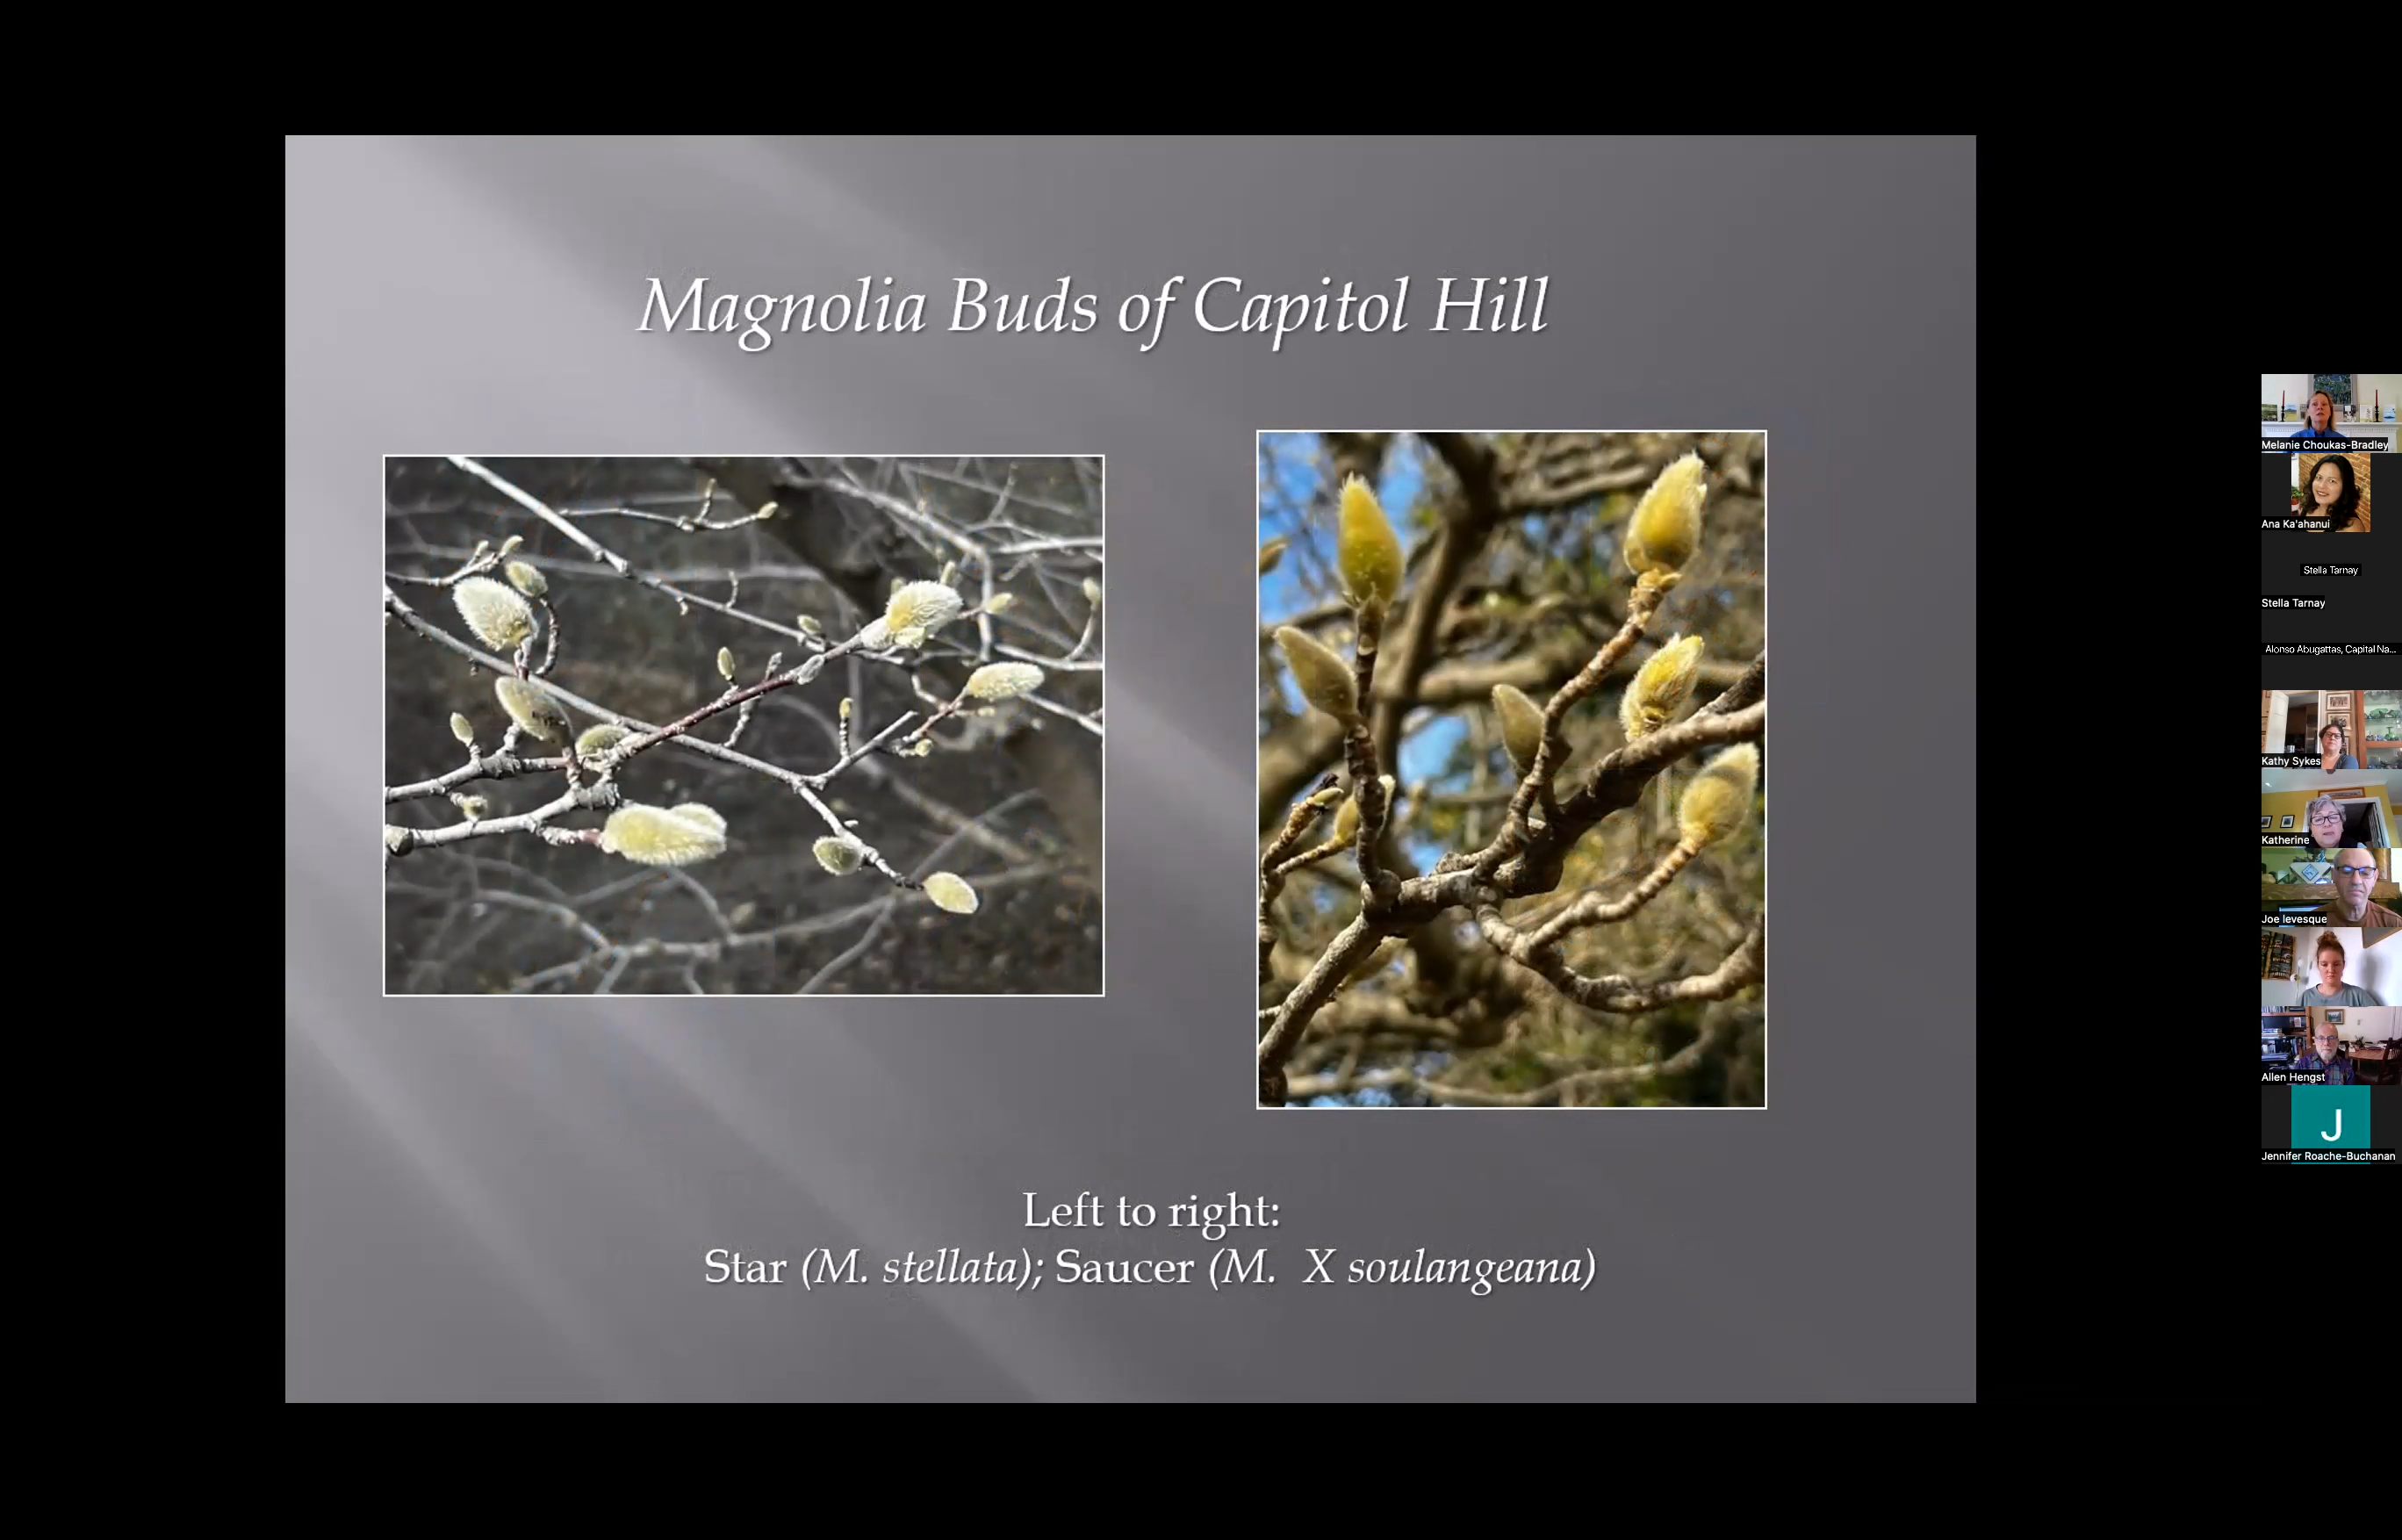 Magnolia Buds of Capitol Hill
Left to right:
Star (M. stellata); Saucer (M. X soulangeana)
Melanie Choukas-Bradley
Ana Ka'ahanui
Stella Tarnay
Stella Tarnay
Alonso Abugattas, Capital Na...
Kathy Sykes
Katherine
Joe levesque
Allen Hengst
J
Jennifer Roache-Buchanan